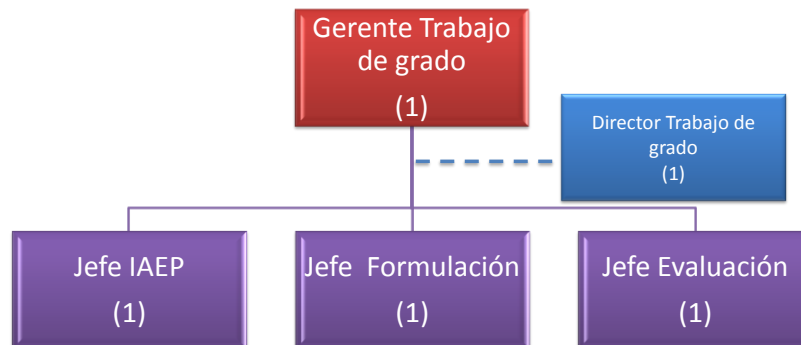 Gerente Trabajo
de grado
(1)
Director Trabajo de
grado
(1)
Jefe IAEP
(1)
Jefe Formulación
(1)
Jefe Evaluación
(1)